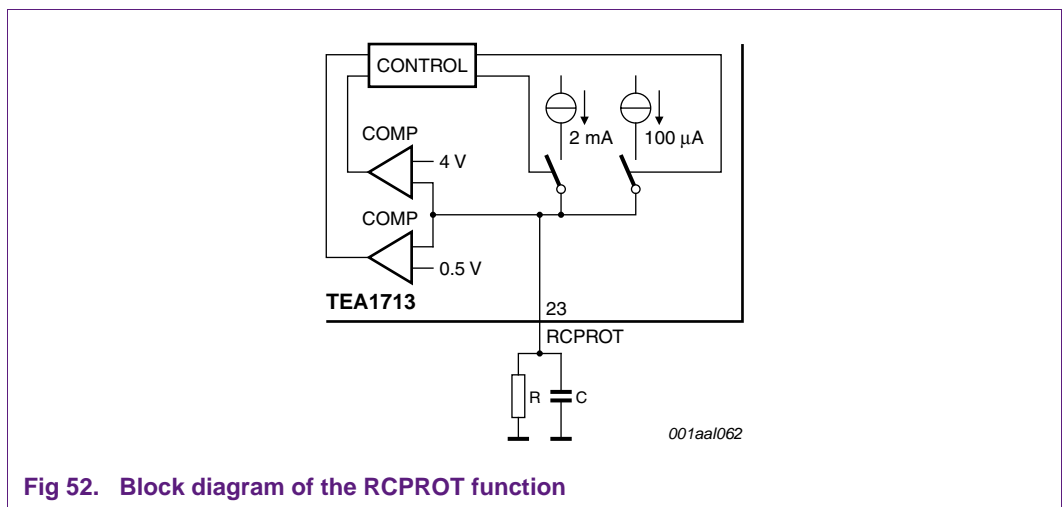 CONTROL
COMP
4 V
2 mA
100 μA
COMP
0.5 V
TEA1713
23
RCPROT
R
C
001aal062
Fig 52. Block diagram of the RCPROT function